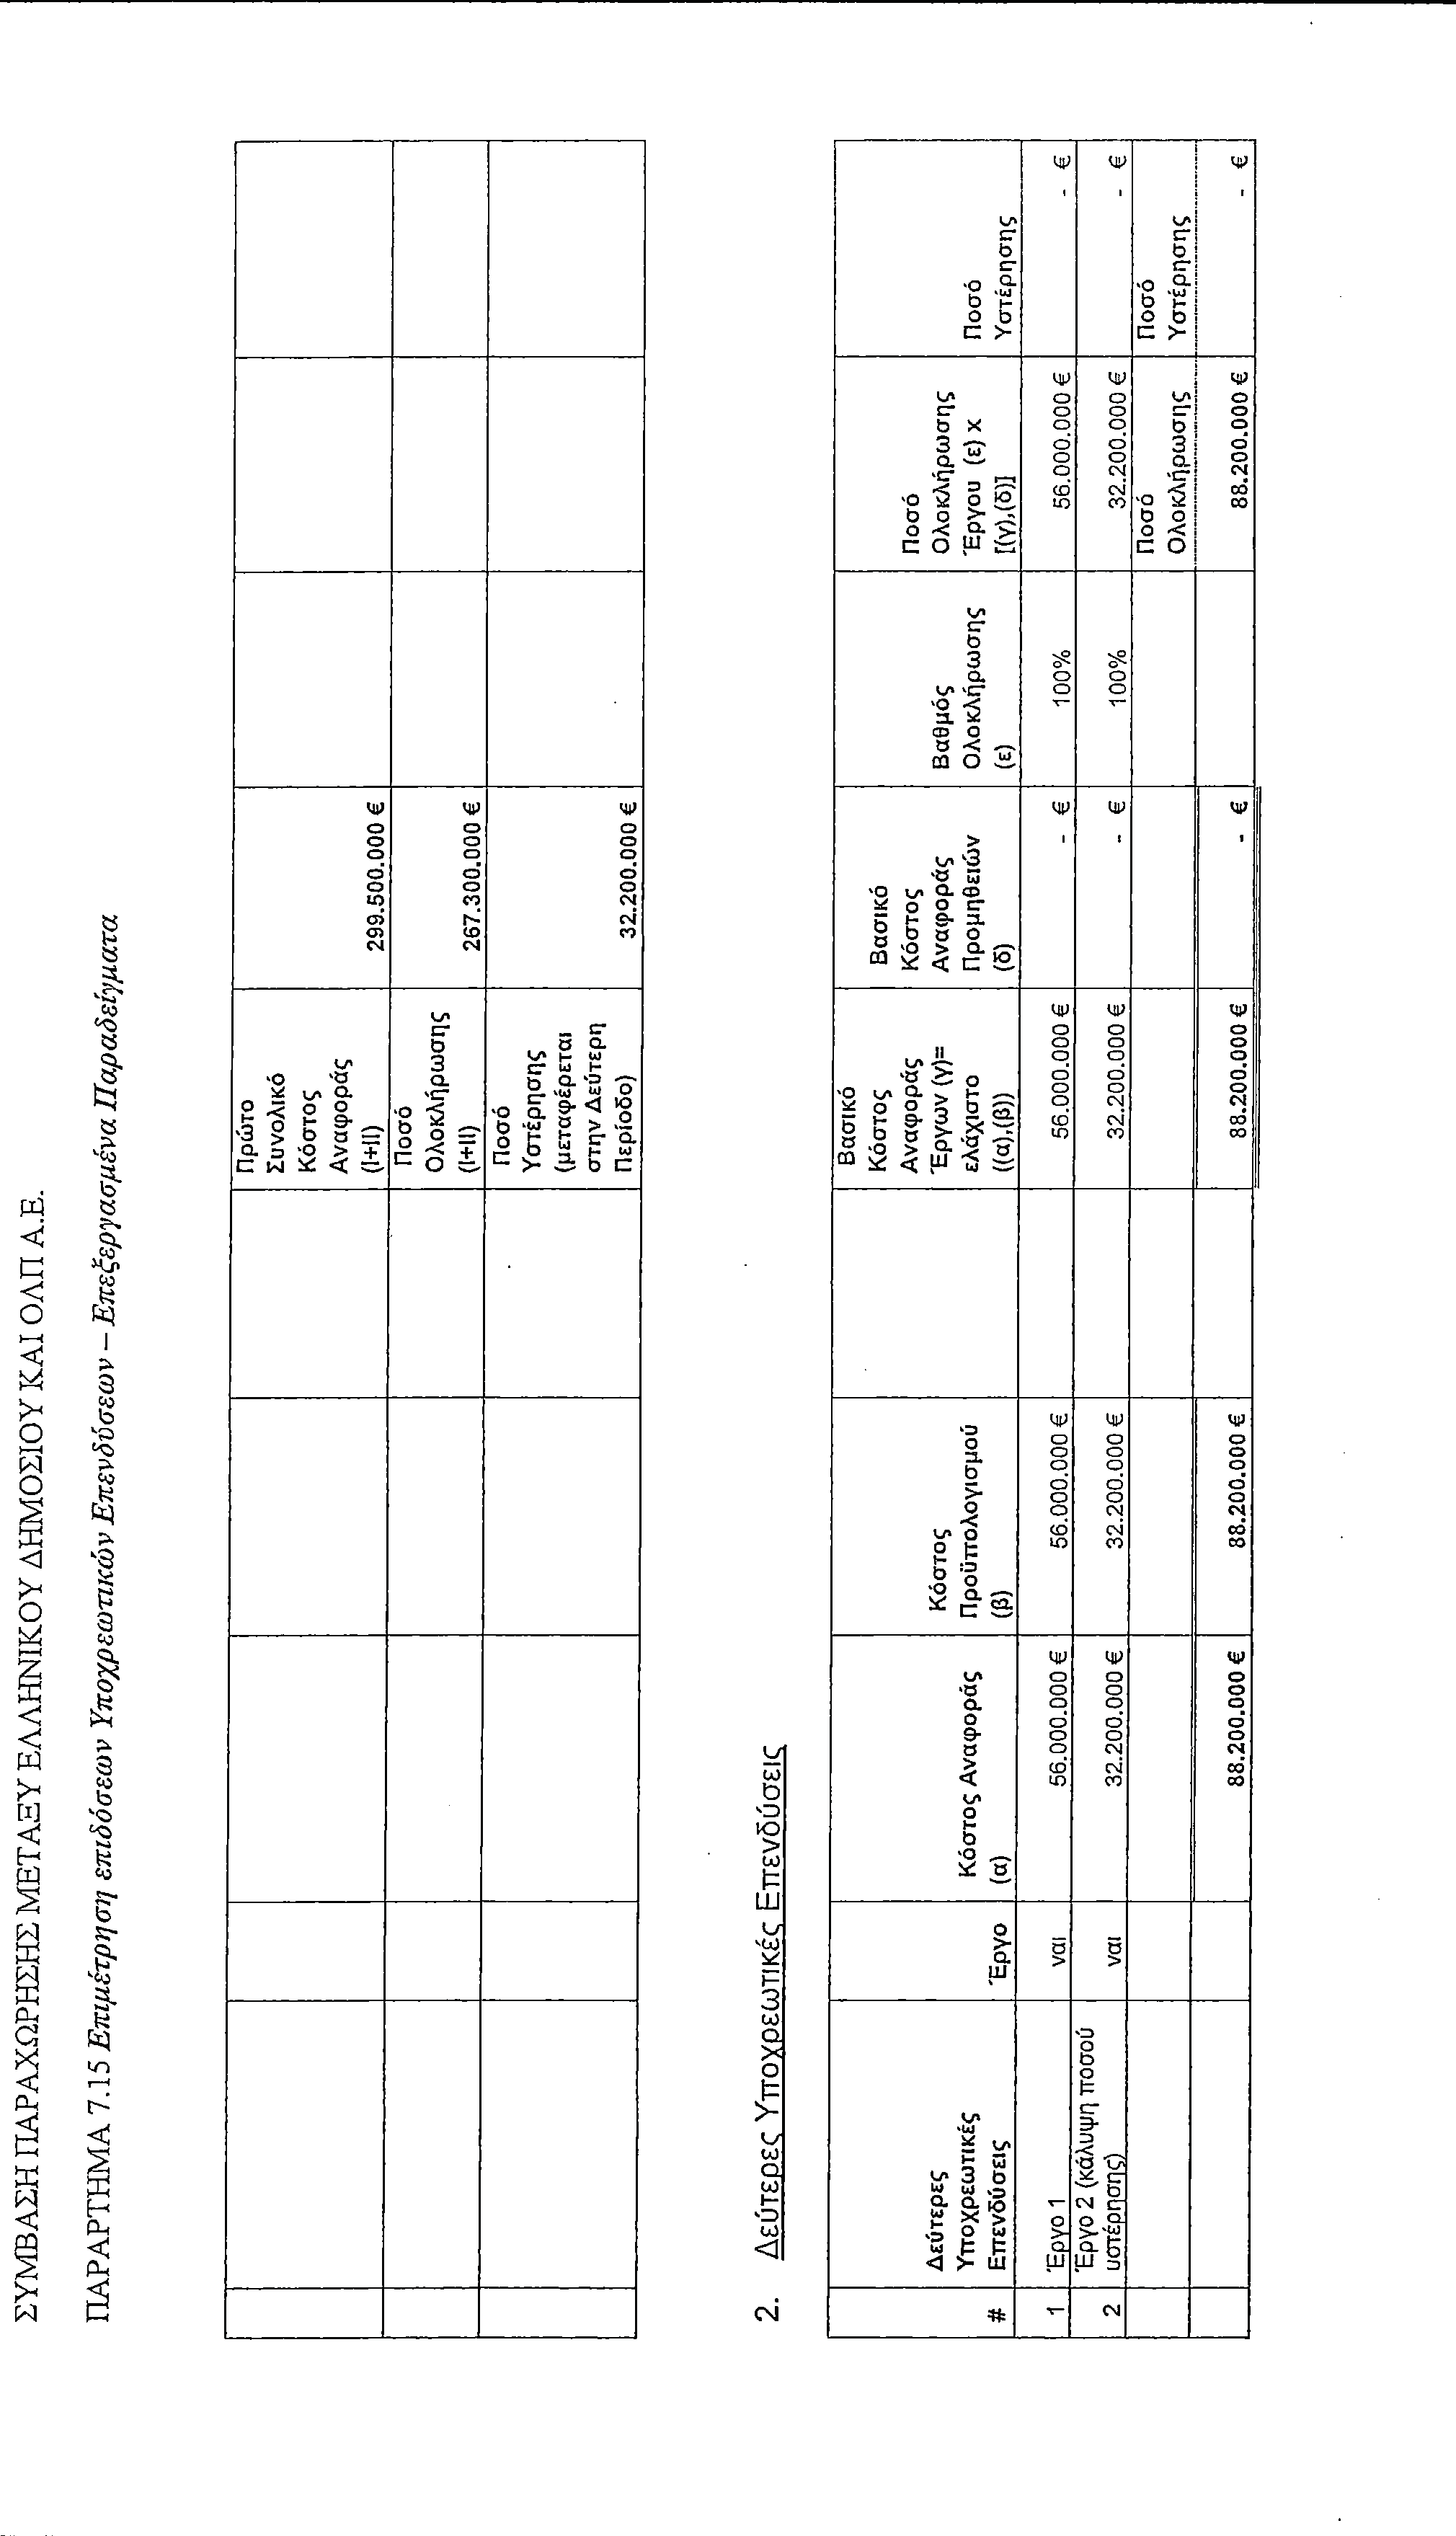 ΣΥΜΒΑΣΗ ΠΑΡΑΧΩΡΗΣΗΣ ΜΕΤΑΞΥ ΕΛΛΗΝΙΚΟΥ ΔΗΜΟΣΙΟΥ ΚΑΙ ΟΛΠ Α.Ε.
ΠΑΡΑΡΤΗΜΑ 7.15 Επιμέτρηση επιδόσεων Υποχρεωτικών Επενδύσεων – Επεξεργασμένα Παραδείγματα
Πρώτο
Συνολικό
Κόστος
Αναφοράς
(I+II)
299.500.000 €
Ποσό
Ολοκλήρωσης
(I+II)
267.300.000 €
Ποσό
Υστέρησης
(μεταφέρεται
στην Δεύτερη
Περίοδο)
32.200.000 €
2. Δεύτερες Υποχρεωτικές Επενδύσεις
#
Δεύτερες
Υποχρεωτικές
Επενδύσεις
Έργο
Κόστος Αναφοράς
(α)
Κόστος
Προϋπολογισμού
(β)
Βασικό
Κόστος
Αναφοράς
Έργων (γ)=
ελάχιστο
((α),(β))
Βασικό
Κόστος
Αναφοράς
Προμηθειών
(δ)
Βαθμός
Ολοκλήρωσης
(ε)
Ποσό
Ολοκλήρωσης
Έργου (ε) x
[(γ),(δ)]
Ποσό
Υστέρησης
1 Έργο 1 ναι 56.000.000 € 56.000.000 € 56.000.000 € - € 100% 56.000.000 € - €
2 Έργο 2 (κάλυψη ποσού
υστέρησης) ναι 32.200.000 € 32.200.000 € 32.200.000 € - € 100% 32.200.000 € - €
Ποσό
Ολοκλήρωσης
Ποσό
Υστέρησης
88.200.000 € 88.200.000 € 88.200.000 € - € 88.200.000 € - €